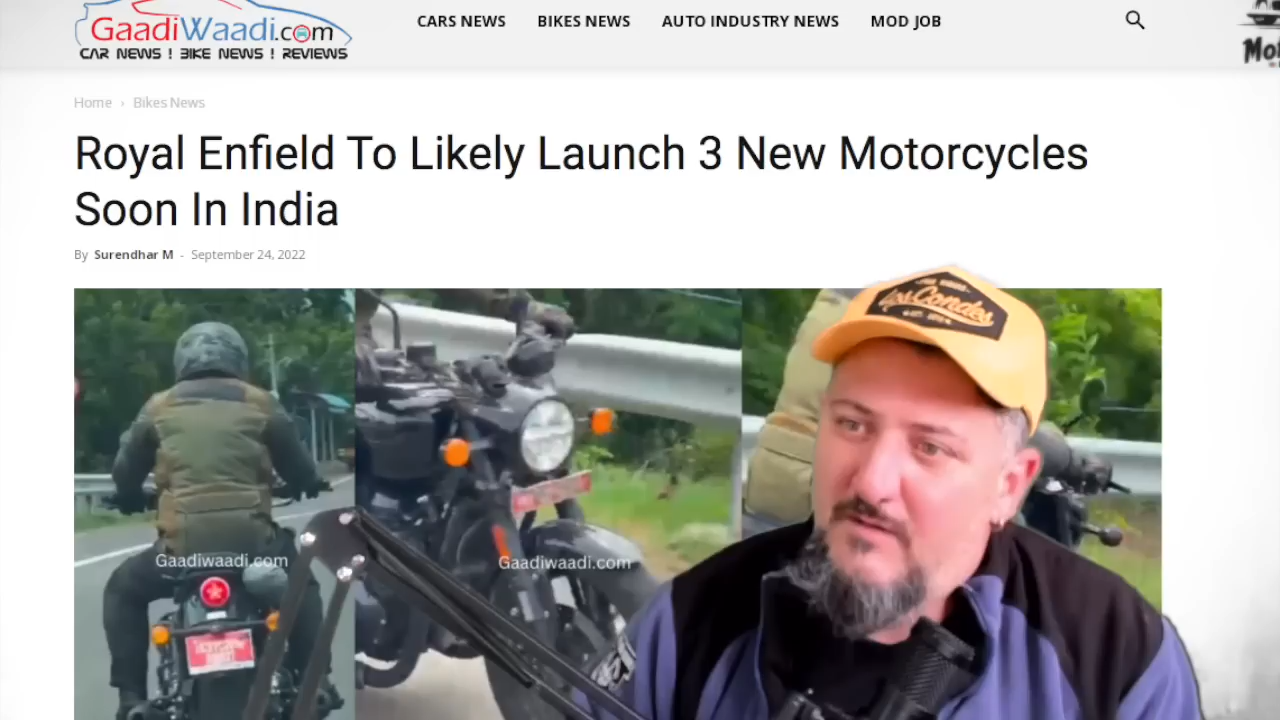 GaadiWaadi.com
CAR NEWS ! BIKE NEWS ! REVIEWS
CARS NEWS
BIKES NEWS
AUTO INDUSTRY NEWS
MOD JOB
Home › Bikes News
Royal Enfield To Likely Launch 3 New Motorcycles
Soon In India
By Surendhar M - September 24, 2022
Los Condes
Gaadiwaadi.com
Gaadiwaadi.com